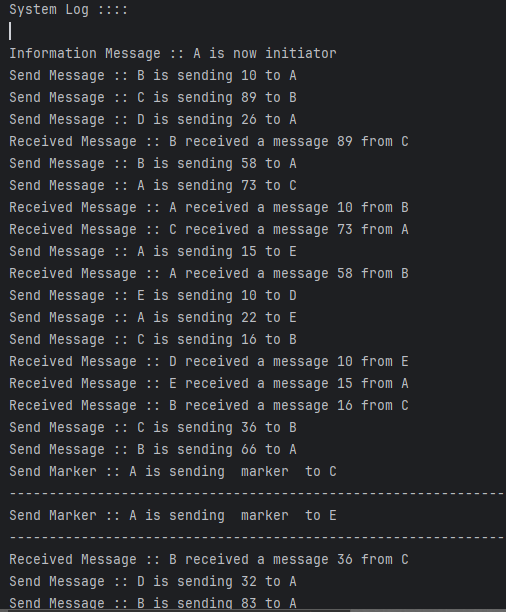 System Log ::::
Information Message :: A is now initiator
Send Message :: B is sending 10 to A
Send Message :: C is sending 89 to B
Send Message :: D is sending 26 to A
Received Message :: B received a message 89 from C
Send Message :: B is sending 58 to A
Send Message :: A is sending 73 to C
Received Message :: A received a message 10 from B
Received Message :: C received a message 73 from A
Send Message :: A is sending 15 to E
Received Message :: A received a message 58 from B
Send Message :: E is sending 10 to D
Send Message :: A is sending 22 to E
Send Message :: C is sending 16 to B
Received Message :: D received a message 10 from E
Received Message :: E received a message 15 from A
Received Message :: B received a message 16 from C
Send Message :: C is sending 36 to B
Send Message :: B is sending 66 to A
Send Marker :: A is sending  marker  to C
--------------------------------------------------------------
Send Marker :: A is sending  marker  to E
--------------------------------------------------------------
Received Message :: B received a message 36 from C
Send Message :: D is sending 32 to A
Send Message :: B is sending 83 to A